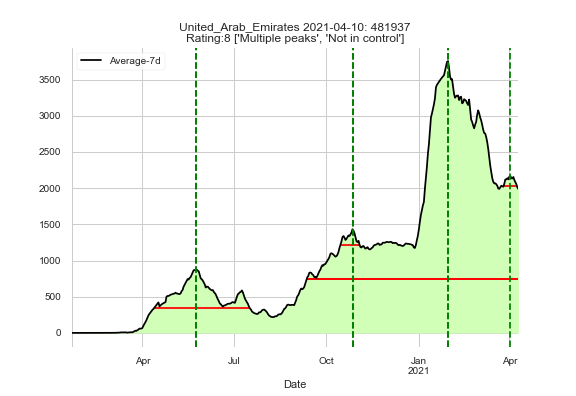 United_Arab_Emirates 2021-04-10: 481937
Rating:8 ['Multiple peaks', 'Not in control']
Average-7d
3500
3000
2500
2000
1500
1000
500
0
Apr
Jul
Oct
Jan
2021
Apr
Date